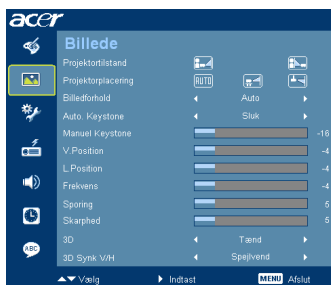 acer
Billede
Projektortilstand
Projektorplacering AUTO
Billedforhold Auto
Auto. Keystone Sluk
Manuel Keystone -16
V.Position -4
L.Position -4
Frekvens -4
Sporing 5
Skarphed 5
3D Tænd
3D Synk V/H Spejlvend
ABC
Vælg Indtast MENU Afslut